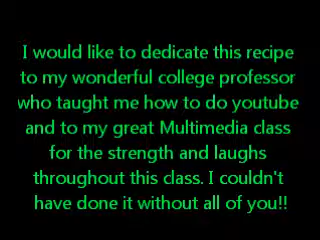 I would like to dedicate this recipe
to my wonderful college professor
who taught me how to do youtube
and to my great Multimedia class
for the strength and laughs
throughout this class. I couldn't
have done it without all of you!!